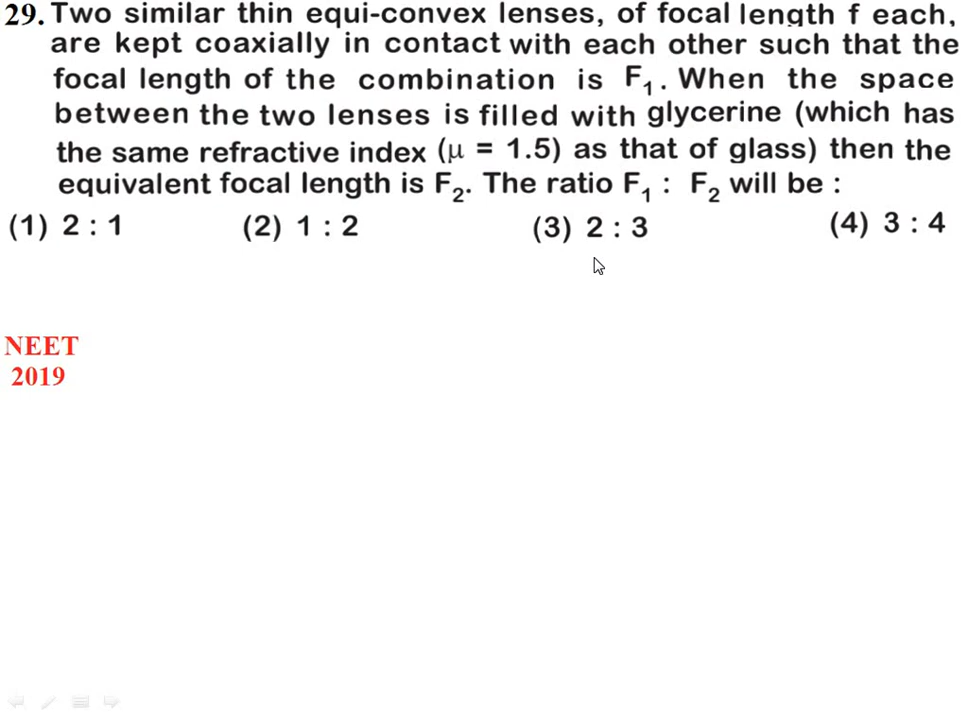 29. Two similar thin equi-convex lenses, of focal length f each,
are kept coaxially in contact with each other such that the
focal length of the combination is F₁. When the space
between the two lenses is filled with glycerine (which has
the same refractive index (μ = 1.5) as that of glass) then the
equivalent focal length is F₂. The ratio F₁ : F₂ will be :
(1) 2 : 1 (2) 1 : 2 (3) 2 : 3 (4) 3 : 4
NEET
2019